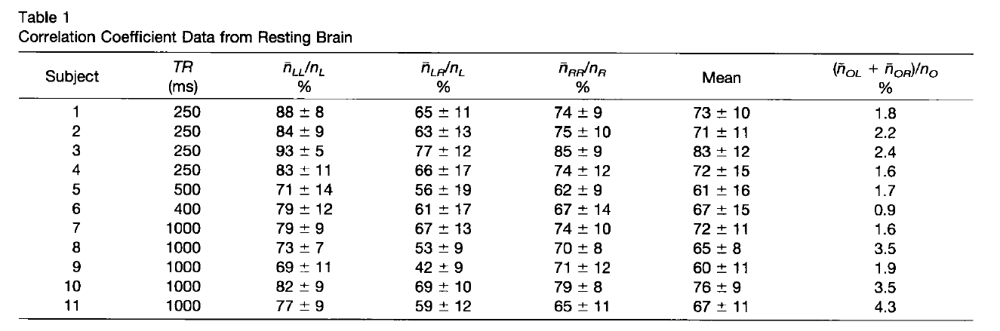 Table 1
Correlation Coefficient Data from Resting Brain
Subject TR (ms) n̄LL/nL % n̄LR/nL % n̄RR/nR % Mean (n̄OL + n̄OR)/nO %
1 250 88 ± 8 65 ± 11 74 ± 9 73 ± 10 1.8
2 250 84 ± 9 63 ± 13 75 ± 10 71 ± 11 2.2
3 250 93 ± 5 77 ± 12 85 ± 9 83 ± 12 2.4
4 250 83 ± 11 66 ± 17 74 ± 12 72 ± 15 1.6
5 500 71 ± 14 56 ± 19 62 ± 9 61 ± 16 1.7
6 400 79 ± 12 61 ± 17 67 ± 14 67 ± 15 0.9
7 1000 79 ± 9 67 ± 13 74 ± 10 72 ± 11 1.6
8 1000 73 ± 7 53 ± 9 70 ± 8 65 ± 8 3.5
9 1000 69 ± 11 42 ± 9 71 ± 12 60 ± 11 1.9
10 1000 82 ± 9 69 ± 10 79 ± 8 76 ± 9 3.5
11 1000 77 ± 9 59 ± 12 65 ± 11 67 ± 11 4.3